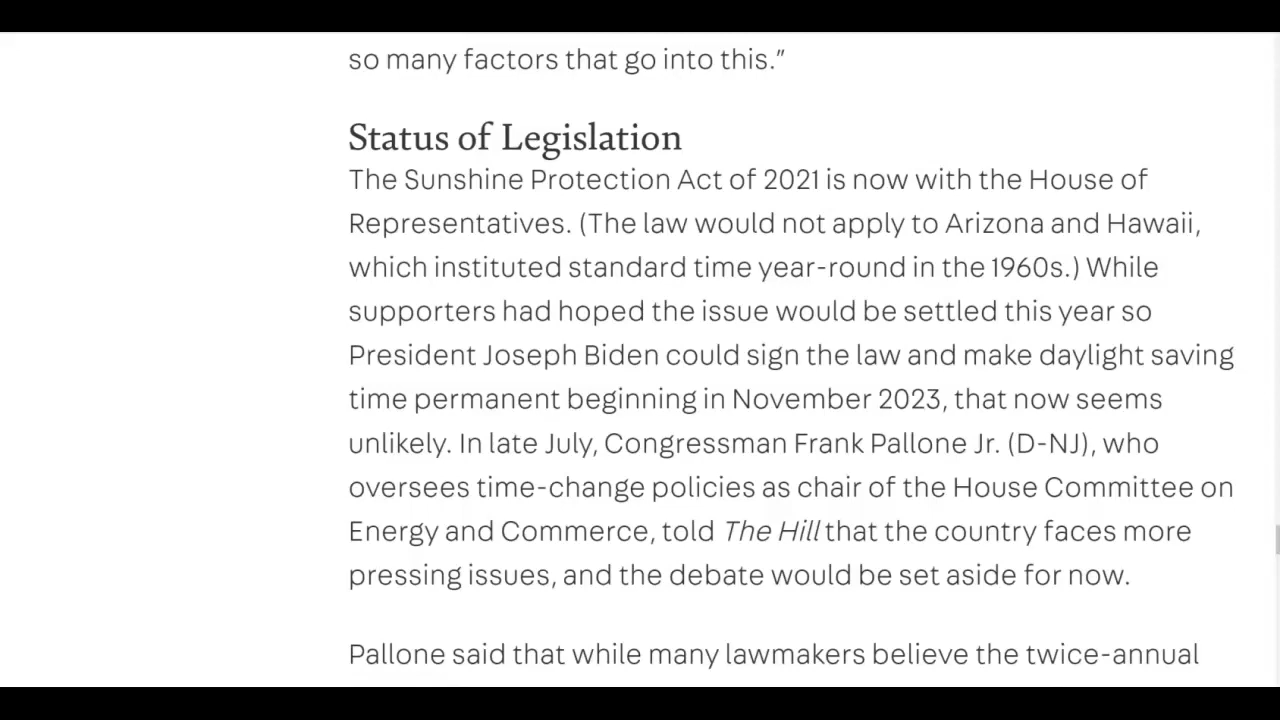 so many factors that go into this.”
Status of Legislation
The Sunshine Protection Act of 2021 is now with the House of
Representatives. (The law would not apply to Arizona and Hawaii,
which instituted standard time year-round in the 1960s.) While
supporters had hoped the issue would be settled this year so
President Joseph Biden could sign the law and make daylight saving
time permanent beginning in November 2023, that now seems
unlikely. In late July, Congressman Frank Pallone Jr. (D-NJ), who
oversees time-change policies as chair of the House Committee on
Energy and Commerce, told The Hill that the country faces more
pressing issues, and the debate would be set aside for now.
Pallone said that while many lawmakers believe the twice-annual